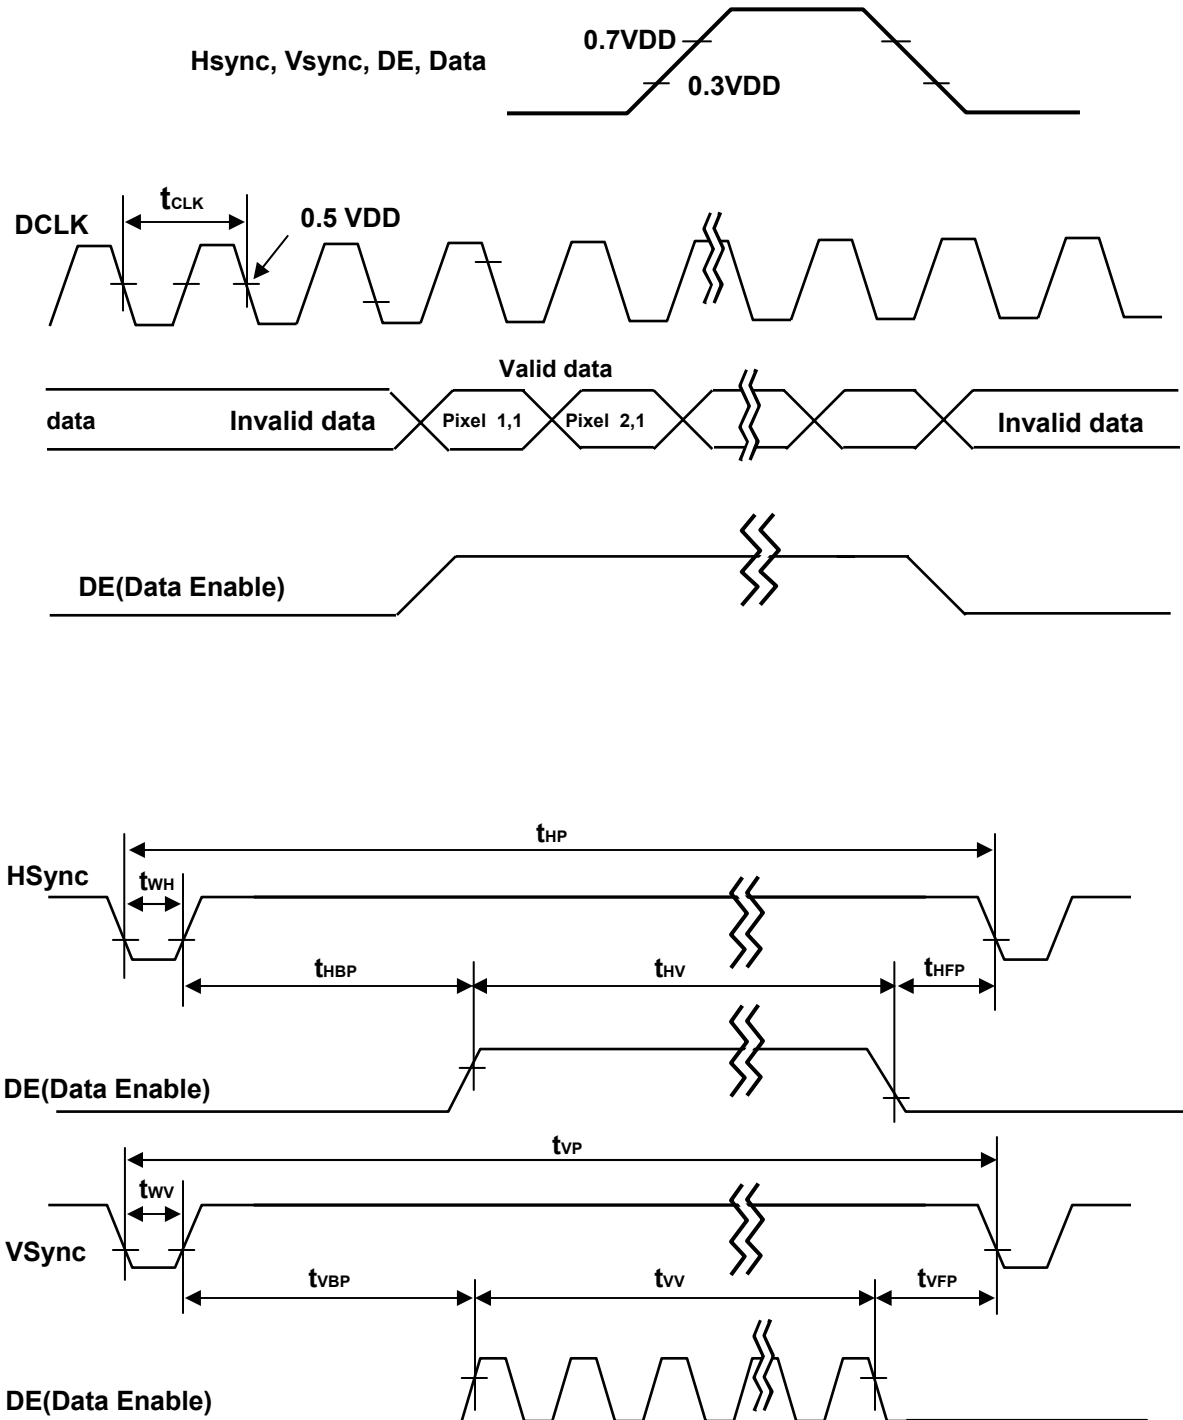 0.7VDD
Hsync, Vsync, DE, Data
0.3VDD
tCLK
DCLK
0.5 VDD
Valid data
data
Invalid data
Pixel 1,1
Pixel 2,1
Invalid data
DE(Data Enable)
tHP
HSync
tWH
tHBP
tHV
tHFP
DE(Data Enable)
tVP
tWV
VSync
tVBP
tVV
tVFP
DE(Data Enable)